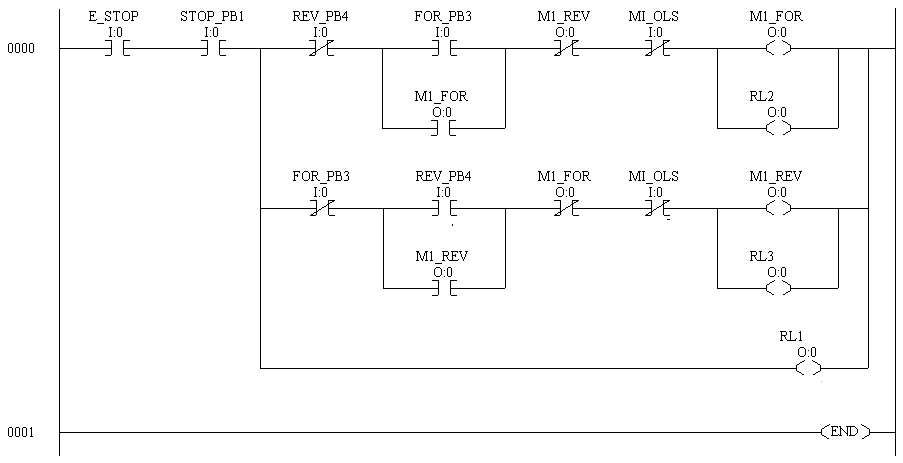 E_STOP STOP_PB1 REV_PB4 FOR_PB3 M1_REV MI_OLS M1_FOR
I:0 I:0 I:0 I:0 O:0 I:0 O:0
0000
M1_FOR RL2
O:0 O:0
FOR_PB3 REV_PB4 M1_FOR MI_OLS M1_REV
I:0 I:0 O:0 I:0 O:0
M1_REV RL3
O:0 O:0
RL1
O:0
0001 END